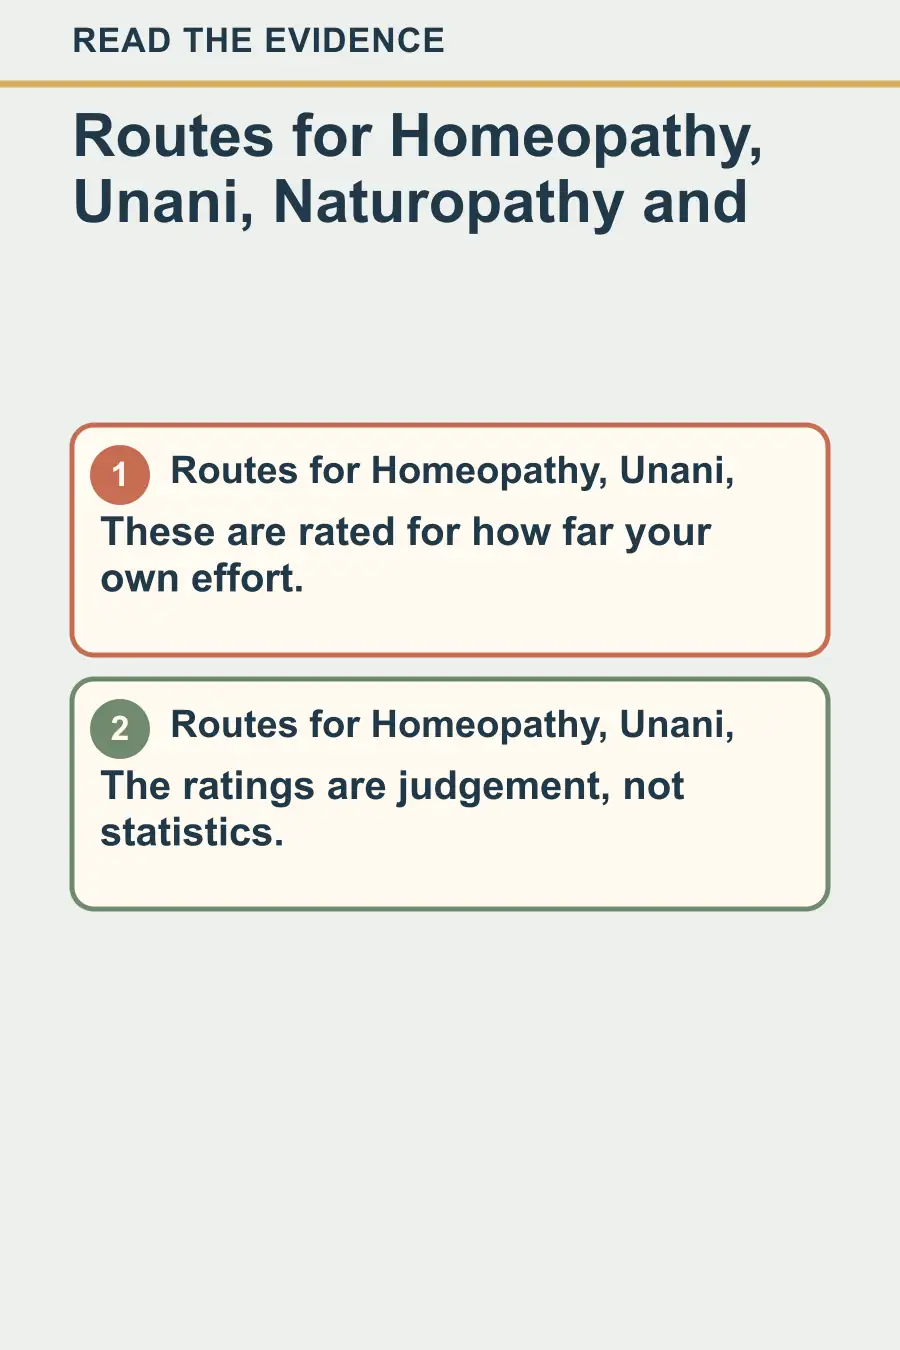 READ THE EVIDENCE
Routes for Homeopathy,
Unani, Naturopathy and
1 Routes for Homeopathy, Unani,
These are rated for how far your
own effort.
2 Routes for Homeopathy, Unani,
The ratings are judgement, not
statistics.